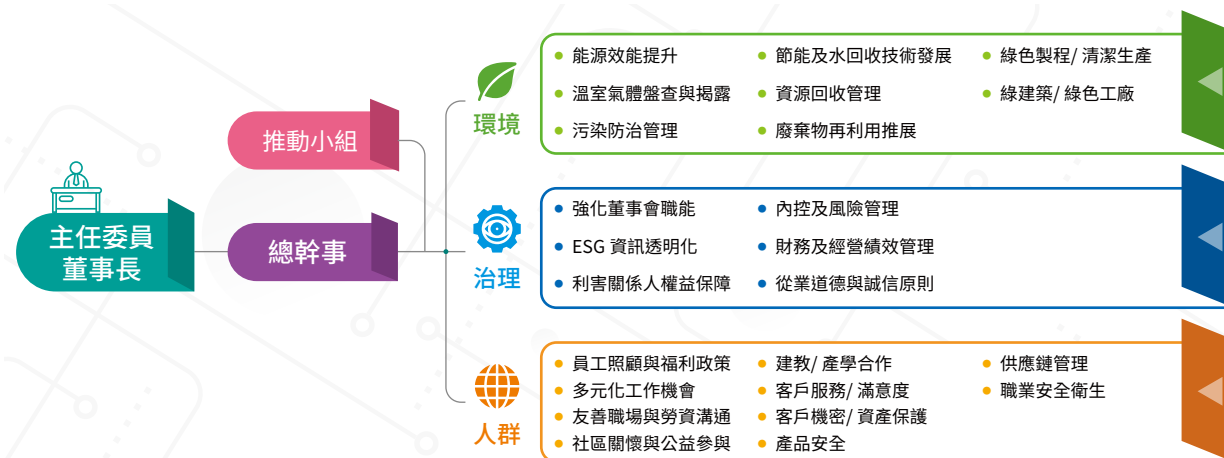 主任委員
董事長
推動小組
總幹事
環境
能源效能提升
節能及水回收技術發展
綠色製程/ 清潔生產
溫室氣體盤查與揭露
資源回收管理
綠建築/ 綠色工廠
污染防治管理
廢棄物再利用推展
治理
強化董事會職能
內控及風險管理
ESG 資訊透明化
財務及經營績效管理
利害關係人權益保障
從業道德與誠信原則
人群
員工照顧與福利政策
建教/ 產學合作
供應鏈管理
多元化工作機會
客戶服務/ 滿意度
職業安全衛生
友善職場與勞資溝通
客戶機密/ 資產保護
社區關懷與公益參與
產品安全